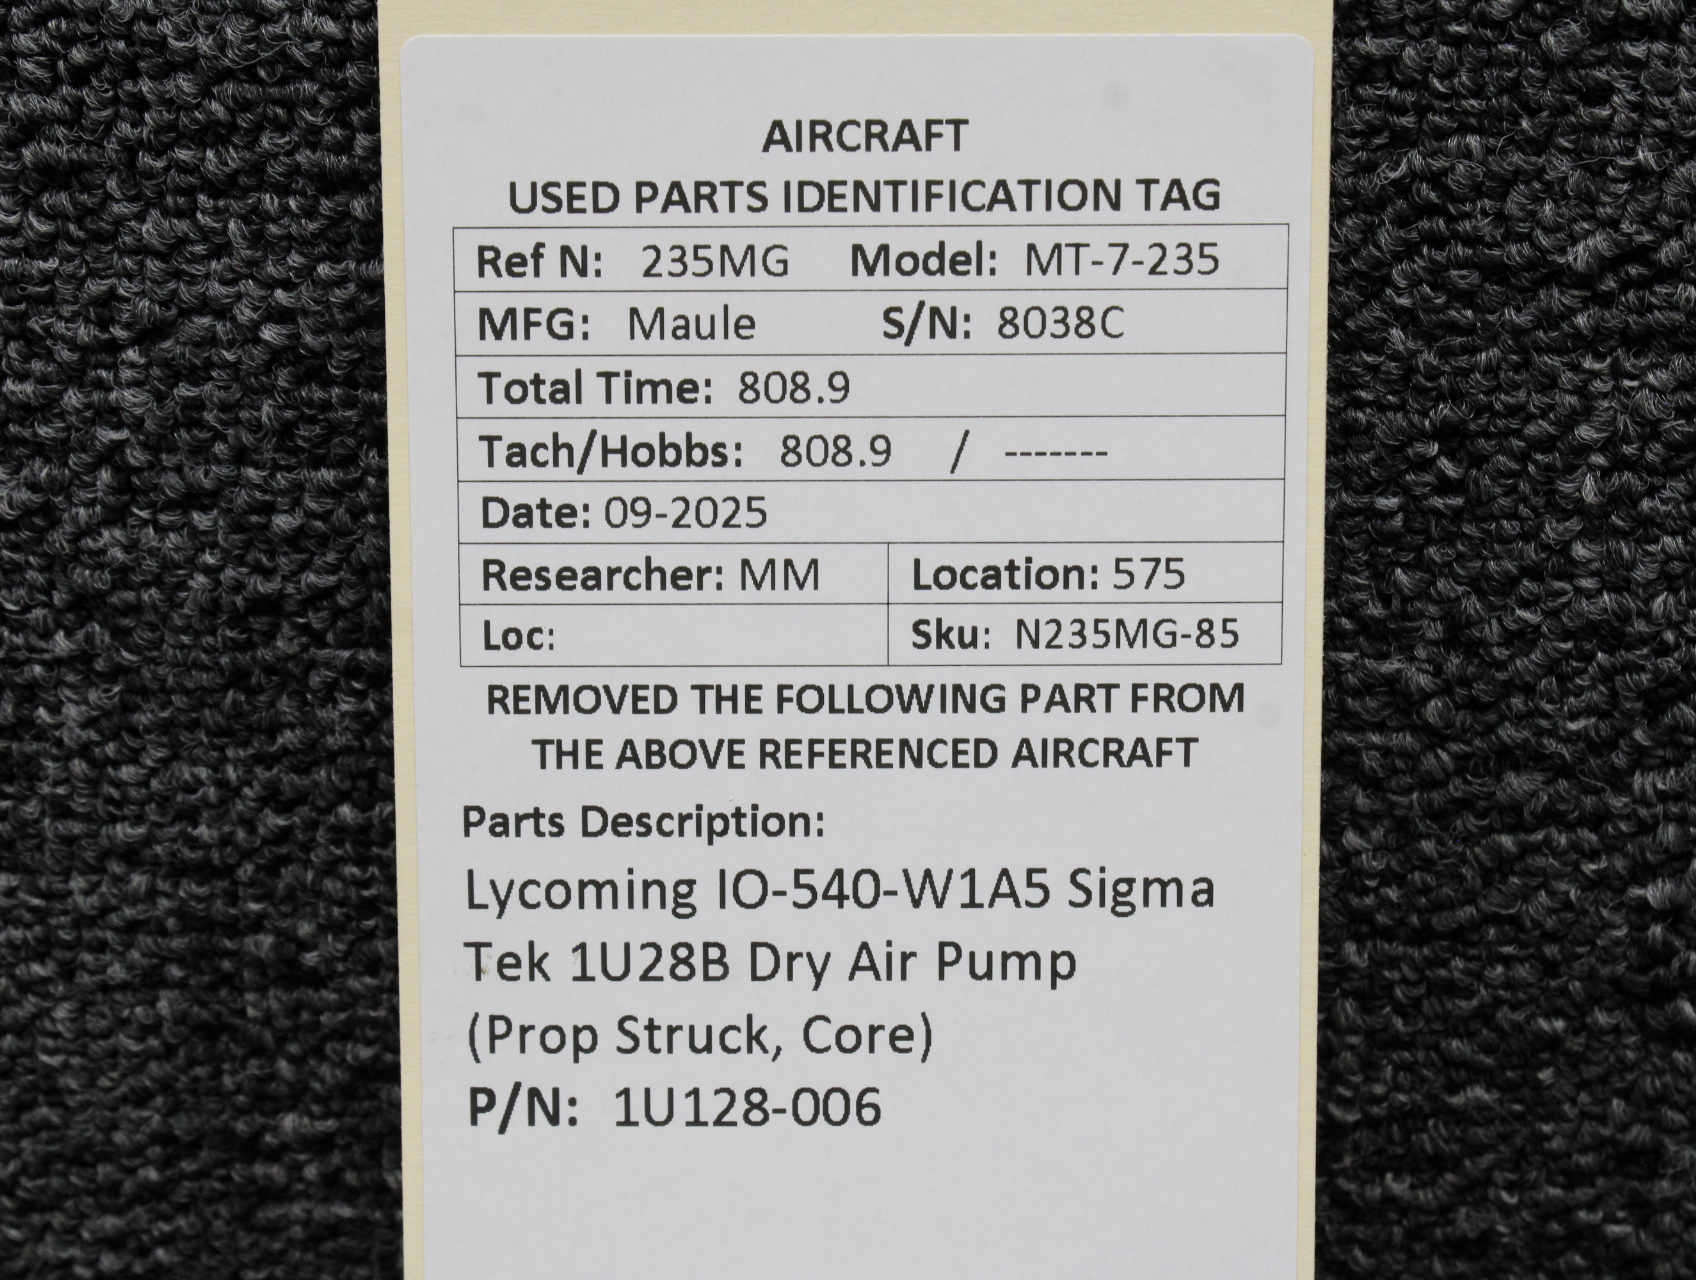 AIRCRAFT
USED PARTS IDENTIFICATION TAG
Ref N: 235MG Model: MT-7-235
MFG: Maule S/N: 8038C
Total Time: 808.9
Tach/Hobbs: 808.9 / -------
Date: 09-2025
Researcher: MM Location: 575
Loc: Sku: N235MG-85
REMOVED THE FOLLOWING PART FROM
THE ABOVE REFERENCED AIRCRAFT
Parts Description:
Lycoming IO-540-W1A5 Sigma
Tek 1U28B Dry Air Pump
(Prop Struck, Core)
P/N: 1U128-006